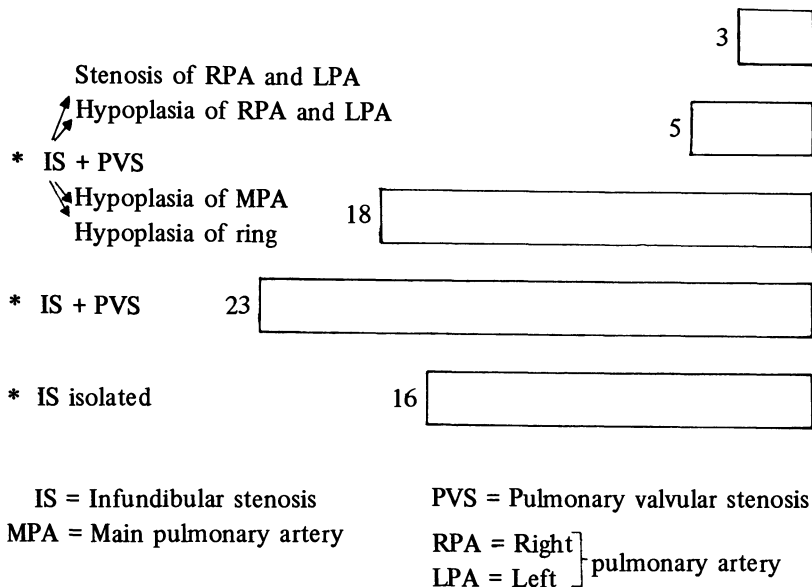 3
Stenosis of RPA and LPA
Hypoplasia of RPA and LPA
5
* IS + PVS
Hypoplasia of MPA
18
Hypoplasia of ring
* IS + PVS 23
* IS isolated 16
IS = Infundibular stenosis
PVS = Pulmonary valvular stenosis
MPA = Main pulmonary artery
RPA = Right
LPA = Left
pulmonary artery